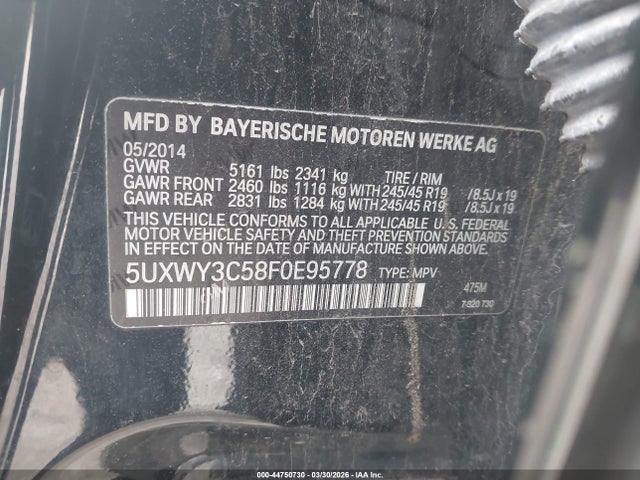 MFD BY BAYERISCHE MOTOREN WERKE AG
05/2014
GVWR 5161 lbs 2341 kg TIRE / RIM
GAWR FRONT 2460 lbs 1116 kg WITH 245/45 R19 / 8.5J x 19
GAWR REAR 2831 lbs 1284 kg WITH 245/45 R19 / 8.5J x 19
THIS VEHICLE CONFORMS TO ALL APPLICABLE U.S. FEDERAL
MOTOR VEHICLE SAFETY AND THEFT PREVENTION STANDARDS
IN EFFECT ON THE DATE OF MANUFACTURE SHOWN ABOVE.
5UXWY3C58F0E95778 TYPE: MPV
475M
7 320 730
000-44750730 - 03/30/2026 - IAA, Inc.